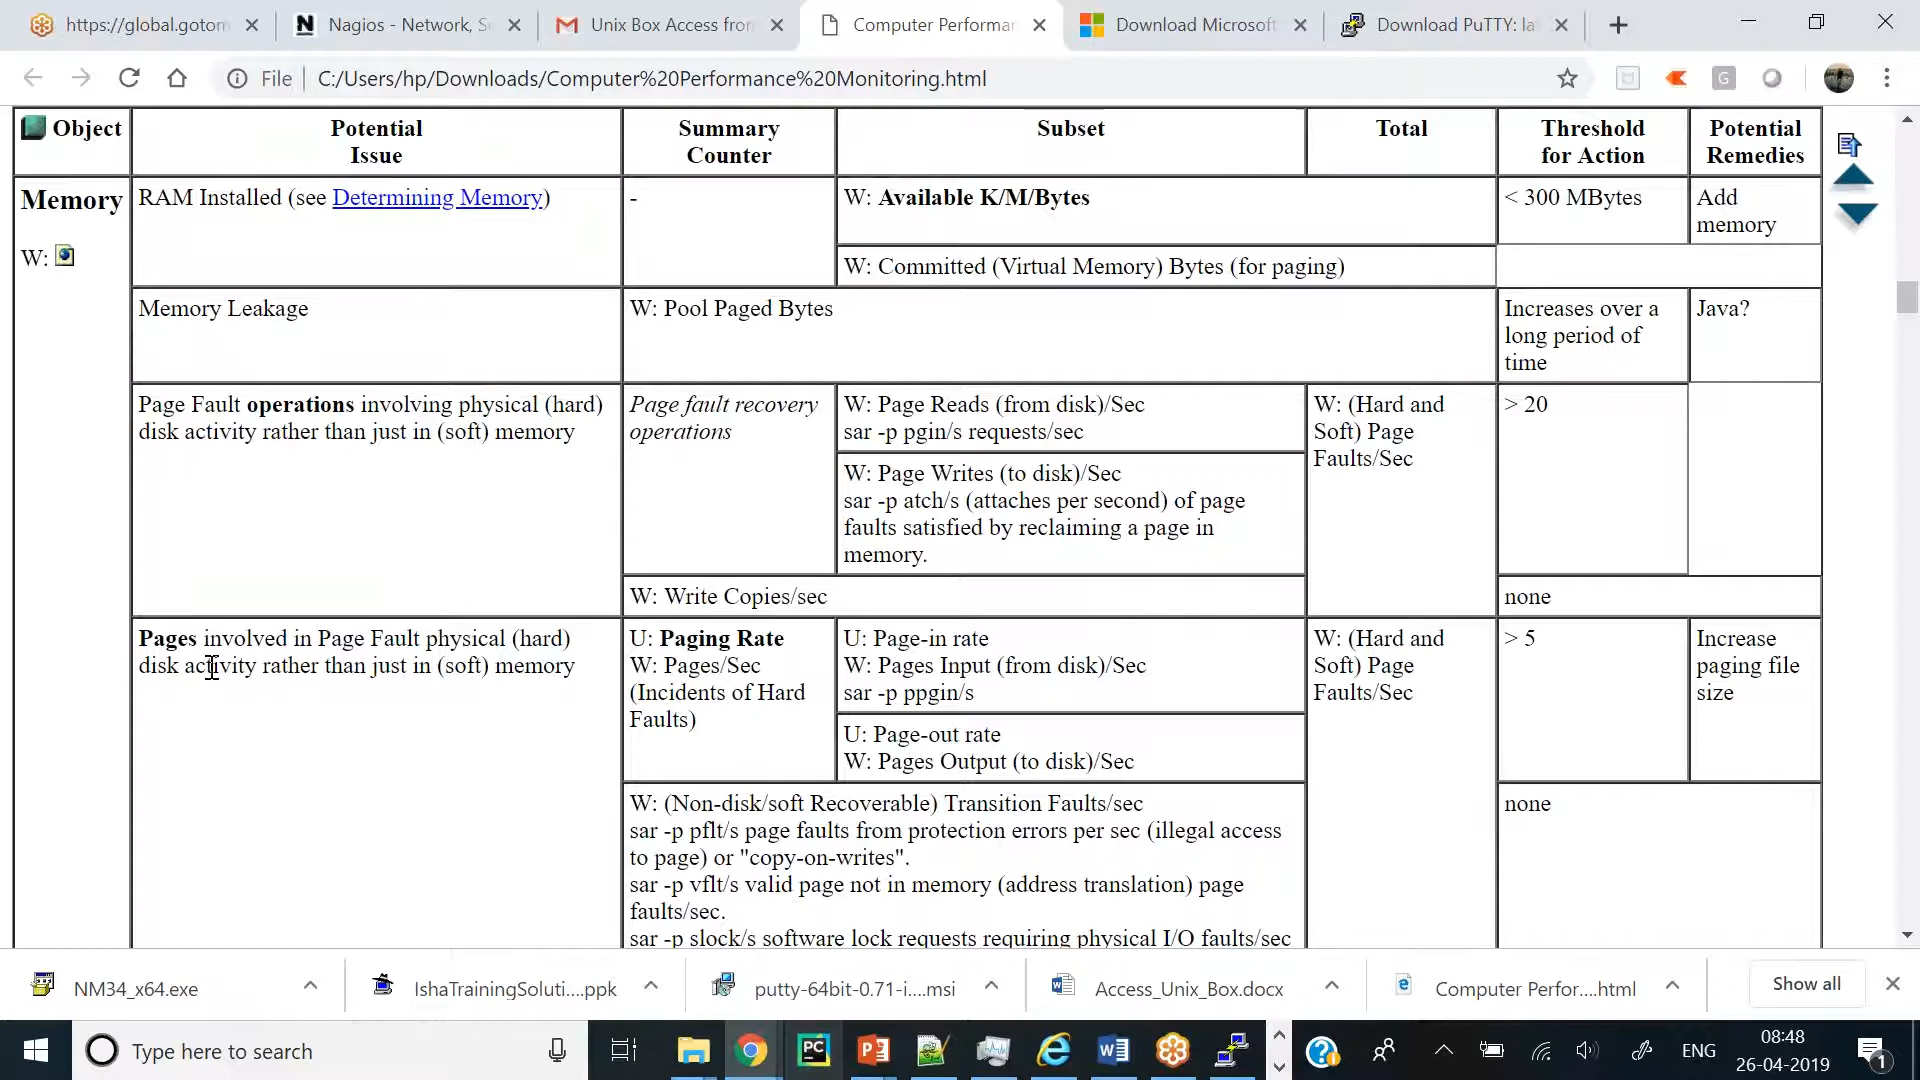 https://global.gotom
Nagios - Network, Se
Unix Box Access from
Computer Performan
Download Microsoft
Download PuTTY: la
File
C:/Users/hp/Downloads/Computer%20Performance%20Monitoring.html
G
Object
Potential
Issue
Summary
Counter
Subset
Total
Threshold
for Action
Potential
Remedies
Memory
W:
RAM Installed (see Determining Memory)
-
W: Available K/M/Bytes
< 300 MBytes
Add
memory
W: Committed (Virtual Memory) Bytes (for paging)
Memory Leakage
W: Pool Paged Bytes
Increases over a
long period of
time
Java?
Page Fault operations involving physical (hard)
disk activity rather than just in (soft) memory
Page fault recovery
operations
W: Page Reads (from disk)/Sec
sar -p pgin/s requests/sec
W: (Hard and
Soft) Page
Faults/Sec
> 20
W: Page Writes (to disk)/Sec
sar -p atch/s (attaches per second) of page
faults satisfied by reclaiming a page in
memory.
W: Write Copies/sec
none
Pages involved in Page Fault physical (hard)
disk activity rather than just in (soft) memory
U: Paging Rate
W: Pages/Sec
(Incidents of Hard
Faults)
U: Page-in rate
W: Pages Input (from disk)/Sec
sar -p ppgin/s
W: (Hard and
Soft) Page
Faults/Sec
> 5
Increase
paging file
size
U: Page-out rate
W: Pages Output (to disk)/Sec
W: (Non-disk/soft Recoverable) Transition Faults/sec
sar -p pflt/s page faults from protection errors per sec (illegal access
to page) or "copy-on-writes".
sar -p vflt/s valid page not in memory (address translation) page
faults/sec.
sar -p slock/s software lock requests requiring physical I/O faults/sec
none
NM34_x64.exe
IshaTrainingSoluti....ppk
putty-64bit-0.71-i....msi
Access_Unix_Box.docx
Computer Perfor....html
Show all
Type here to search
PC
ENG
08:48
26-04-2019
1